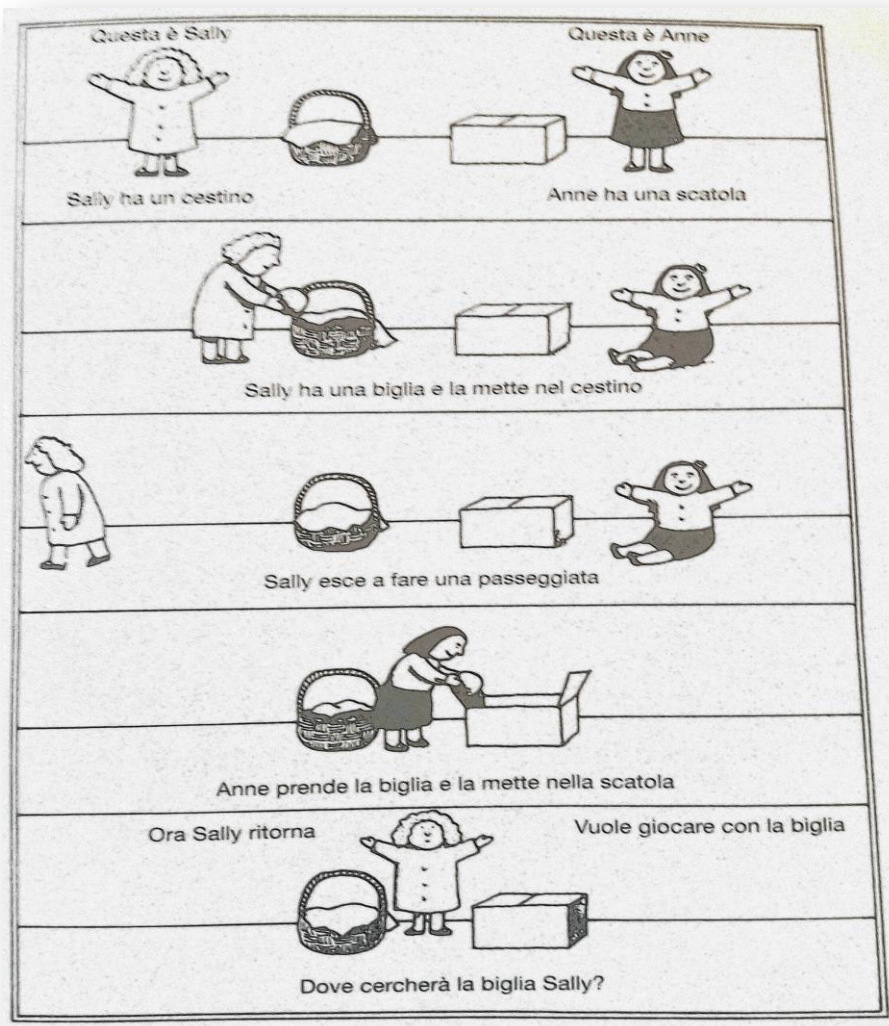 Questa è Sally
Questa è Anne
Sally ha un cestino
Anne ha una scatola
Sally ha una biglia e la mette nel cestino
Sally esce a fare una passeggiata
Anne prende la biglia e la mette nella scatola
Ora Sally ritorna
Vuole giocare con la biglia
Dove cercherà la biglia Sally?